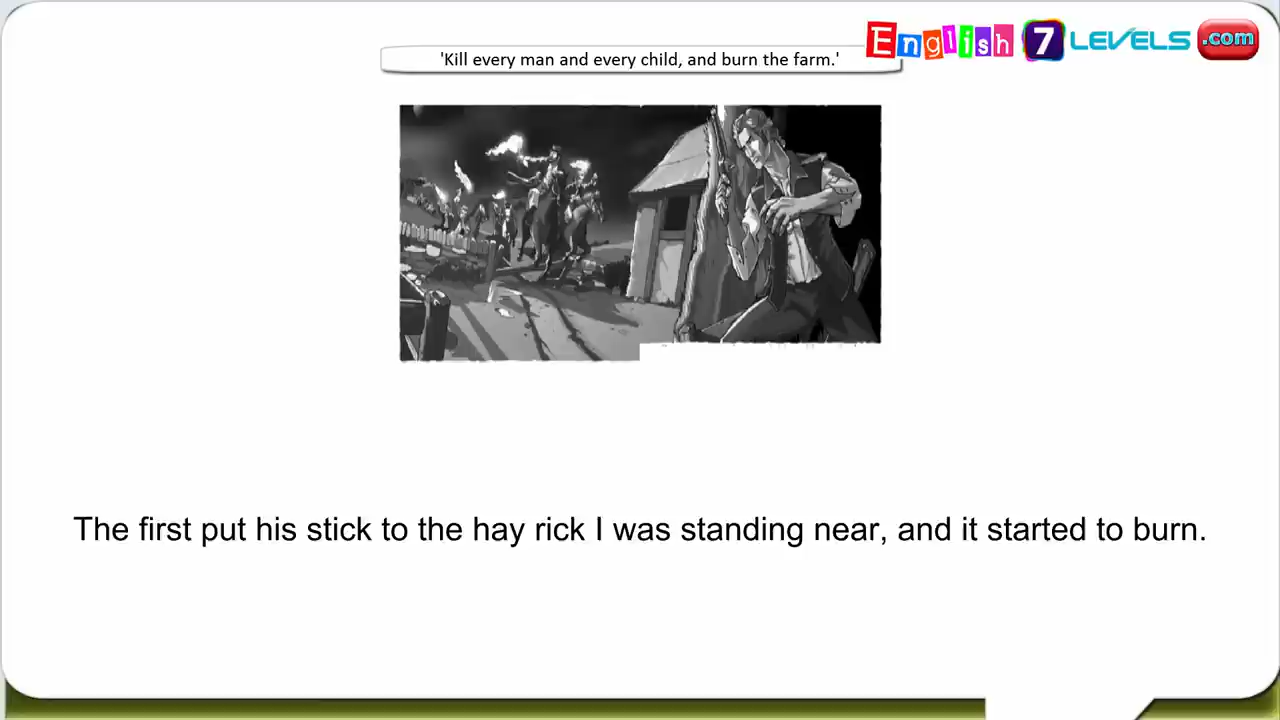 English 7 LEVELS .com
'Kill every man and every child, and burn the farm.'
The first put his stick to the hay rick I was standing near, and it started to burn.